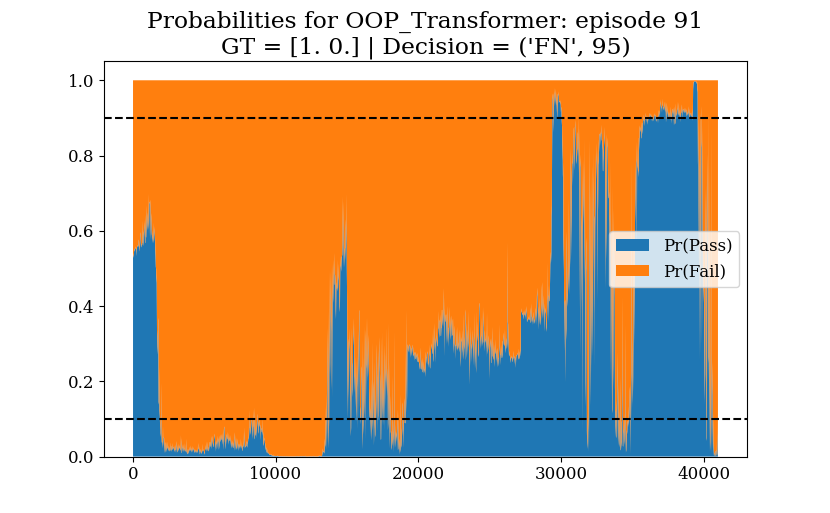 Probabilities for OOP_Transformer: episode 91
GT = [1. 0.] | Decision = ('FN', 95)
1.0
0.8
0.6
0.4
0.2
0.0
Pr(Pass)
Pr(Fail)
0
10000
20000
30000
40000